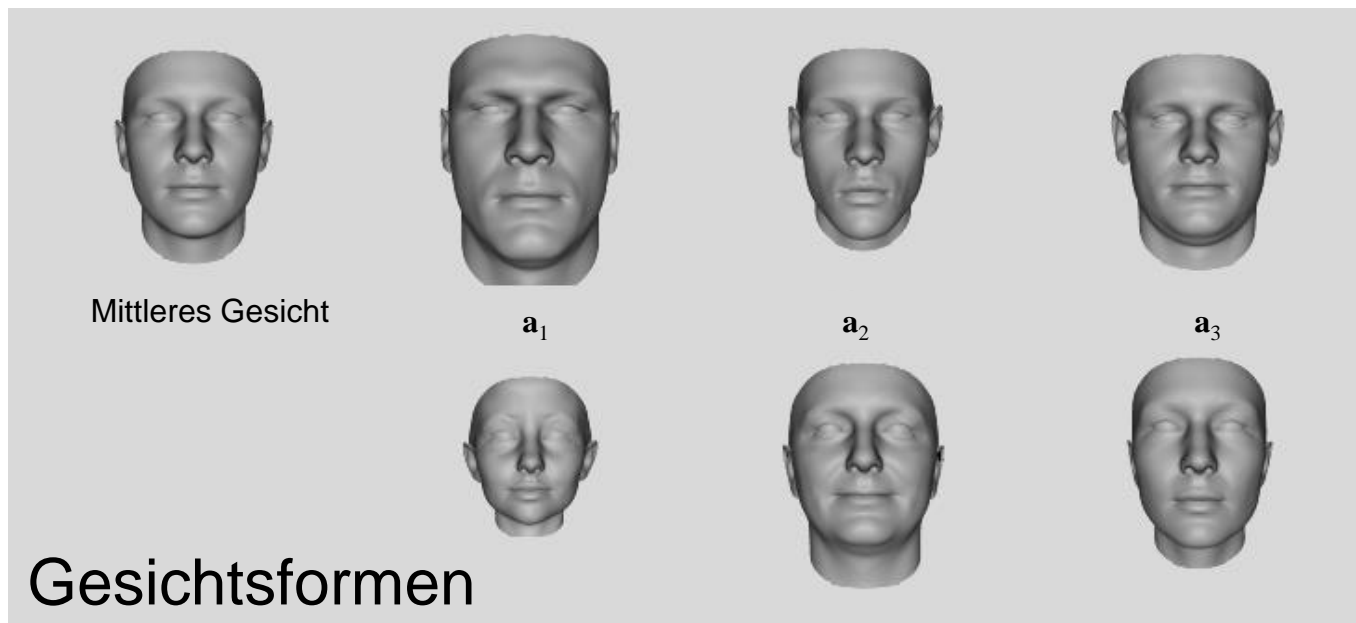 Mittleres Gesicht
a₁ a₂ a₃
Gesichtsformen